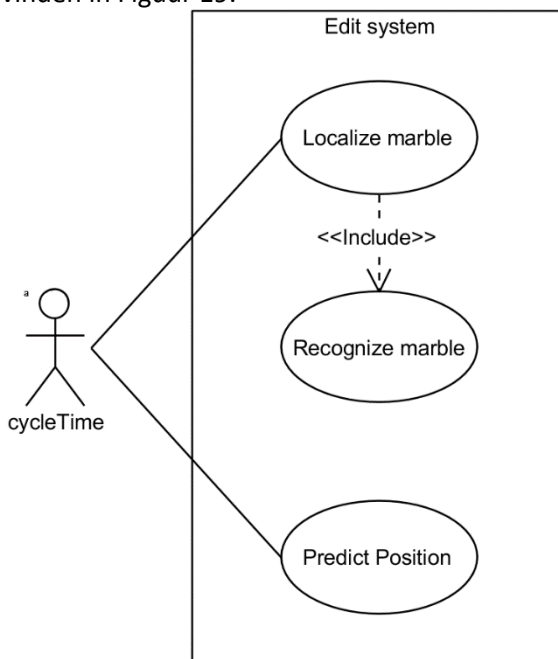 vinden in Figuur 19.
Edit system
Localize marble
<<Include>>
Recognize marble
a
cycleTime
Predict Position